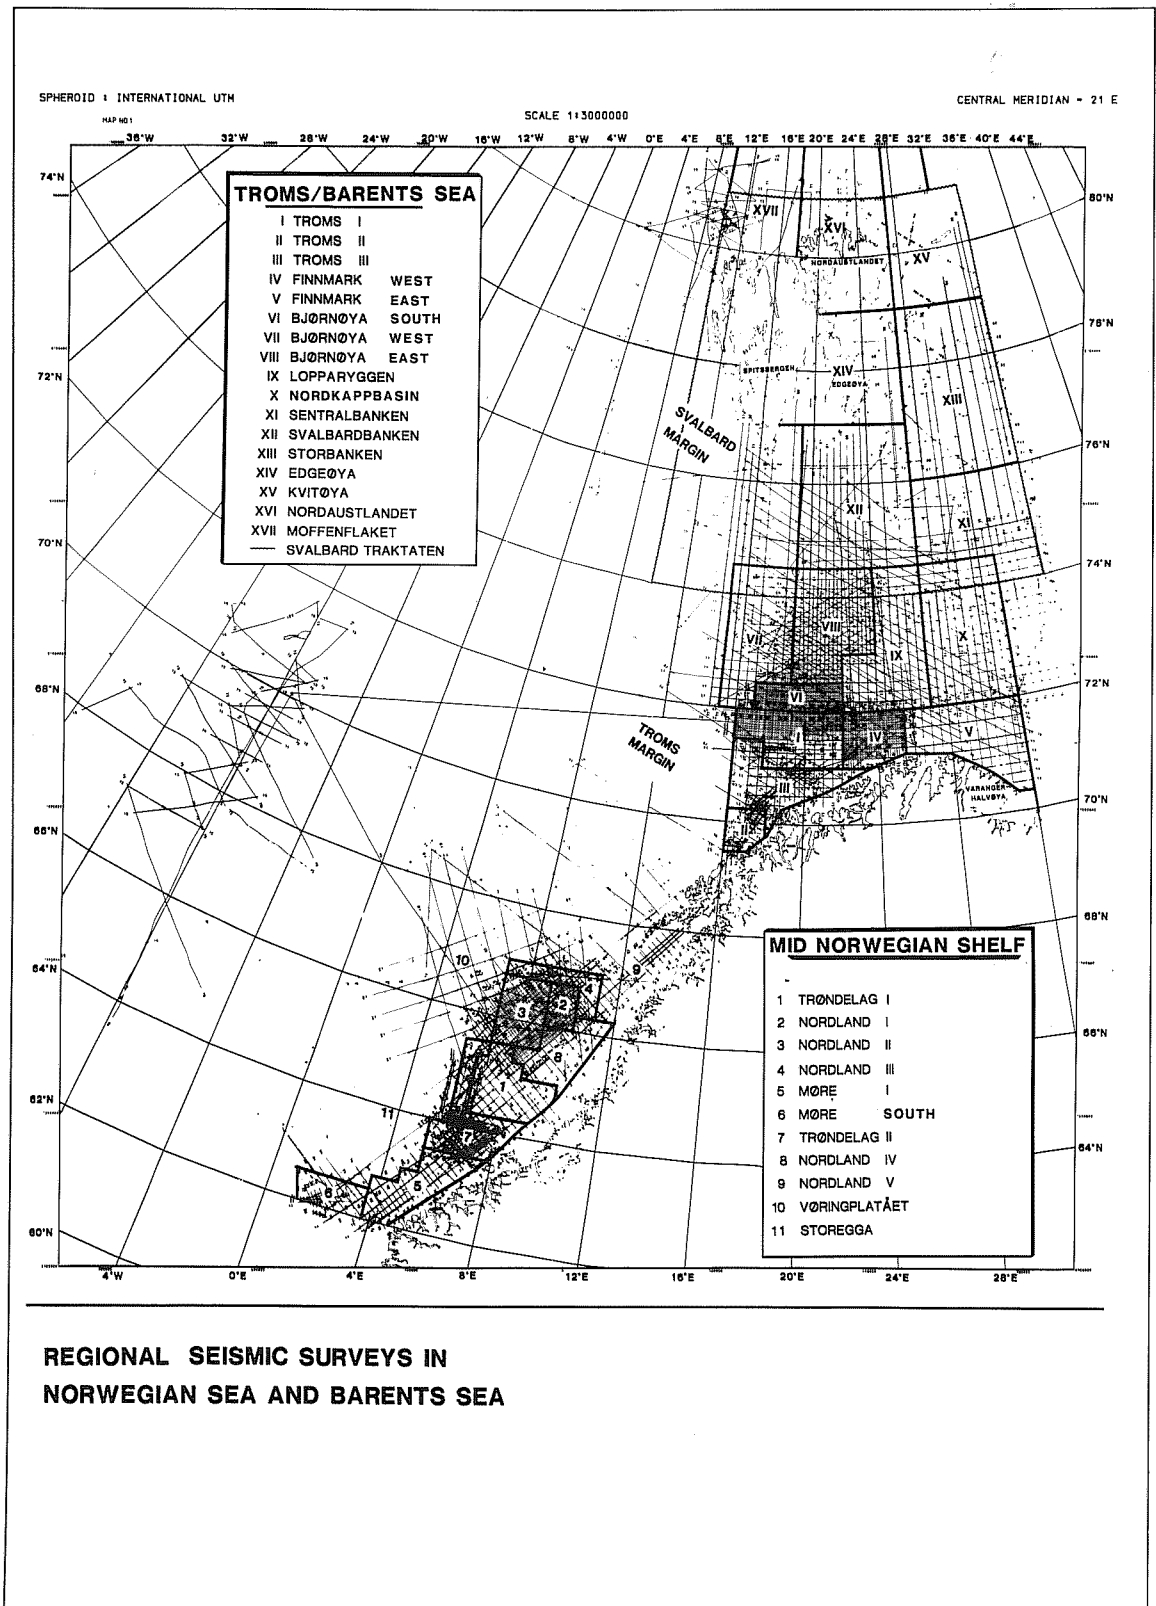 SPHEROID : INTERNATIONAL UTM
CENTRAL MERIDIAN = 21 E
MAP NO 1
SCALE 1:3000000
36°W 32°W 28°W 24°W 20°W 16°W 12°W 8°W 4°W 0°E 4°E 8°E 12°E 16°E 20°E 24°E 28°E 32°E 36°E 40°E 44°E
74°N
72°N
70°N
68°N
66°N
64°N
62°N
60°N
TROMS/BARENTS SEA
I TROMS I
II TROMS II
III TROMS III
IV FINNMARK WEST
V FINNMARK EAST
VI BJØRNØYA SOUTH
VII BJØRNØYA WEST
VIII BJØRNØYA EAST
IX LOPPARYGGEN
X NORDKAPPBASIN
XI SENTRALBANKEN
XII SVALBARDBANKEN
XIII STORBANKEN
XIV EDGEØYA
XV KVITØYA
XVI NORDAUSTLANDET
XVII MOFFENFLAKET
SVALBARD TRAKTATEN
XVII
XVI
NORDAUSTLANDET
XV
SPITSBERGEN
XIV
EDGEØYA
XIII
SVALBARD
MARGIN
XII
XI
VII
VIII
IX
X
VI
I
IV
V
TROMS
MARGIN
III
II
VARANGER
HALVØYA
80°N
78°N
76°N
74°N
72°N
70°N
68°N
66°N
64°N
10
9
4
2
3
8
1
11
7
5
6
MID NORWEGIAN SHELF
1 TRØNDELAG I
2 NORDLAND I
3 NORDLAND II
4 NORDLAND III
5 MØRE I
6 MØRE SOUTH
7 TRØNDELAG II
8 NORDLAND IV
9 NORDLAND V
10 VØRINGPLATÅET
11 STOREGGA
4°W 0°E 4°E 8°E 12°E 16°E 20°E 24°E 28°E
REGIONAL SEISMIC SURVEYS IN
NORWEGIAN SEA AND BARENTS SEA